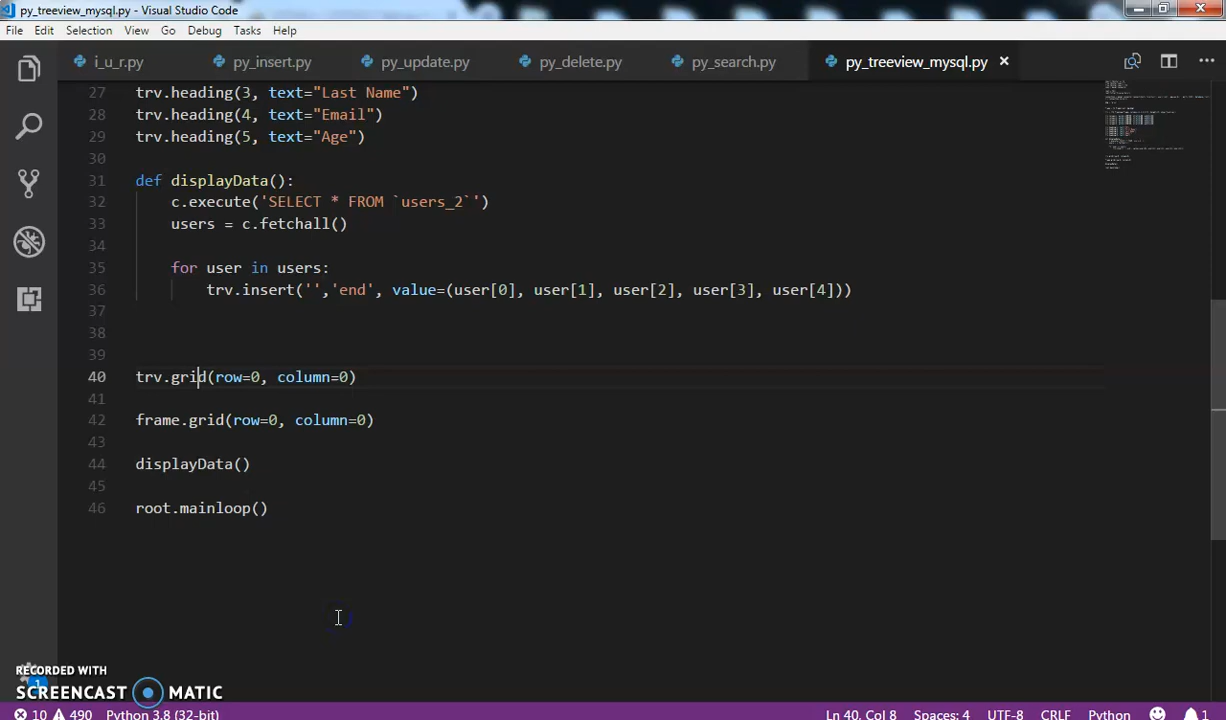 py_treeview_mysql.py - Visual Studio Code
File Edit Selection View Go Debug Tasks Help
i_u_r.py py_insert.py py_update.py py_delete.py py_search.py py_treeview_mysql.py
27 trv.heading(3, text="Last Name")
28 trv.heading(4, text="Email")
29 trv.heading(5, text="Age")
30
31 def displayData():
32 c.execute('SELECT * FROM `users_2`')
33 users = c.fetchall()
34
35 for user in users:
36 trv.insert('','end', value=(user[0], user[1], user[2], user[3], user[4]))
37
38
39
40 trv.grid(row=0, column=0)
41
42 frame.grid(row=0, column=0)
43
44 displayData()
45
46 root.mainloop()
RECORDED WITH
SCREENCAST MATIC
10 490 Python 3.8 (32-bit) Ln 40, Col 8 Spaces: 4 UTF-8 CRLF Python 1